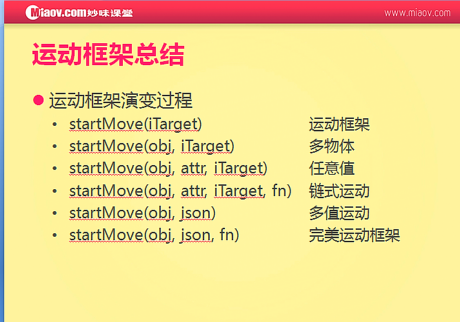 Miaov.com妙味课堂
www.miaov.com
运动框架总结
运动框架演变过程
startMove(iTarget) 运动框架
startMove(obj, iTarget) 多物体
startMove(obj, attr, iTarget) 任意值
startMove(obj, attr, iTarget, fn) 链式运动
startMove(obj, json) 多值运动
startMove(obj, json, fn) 完美运动框架